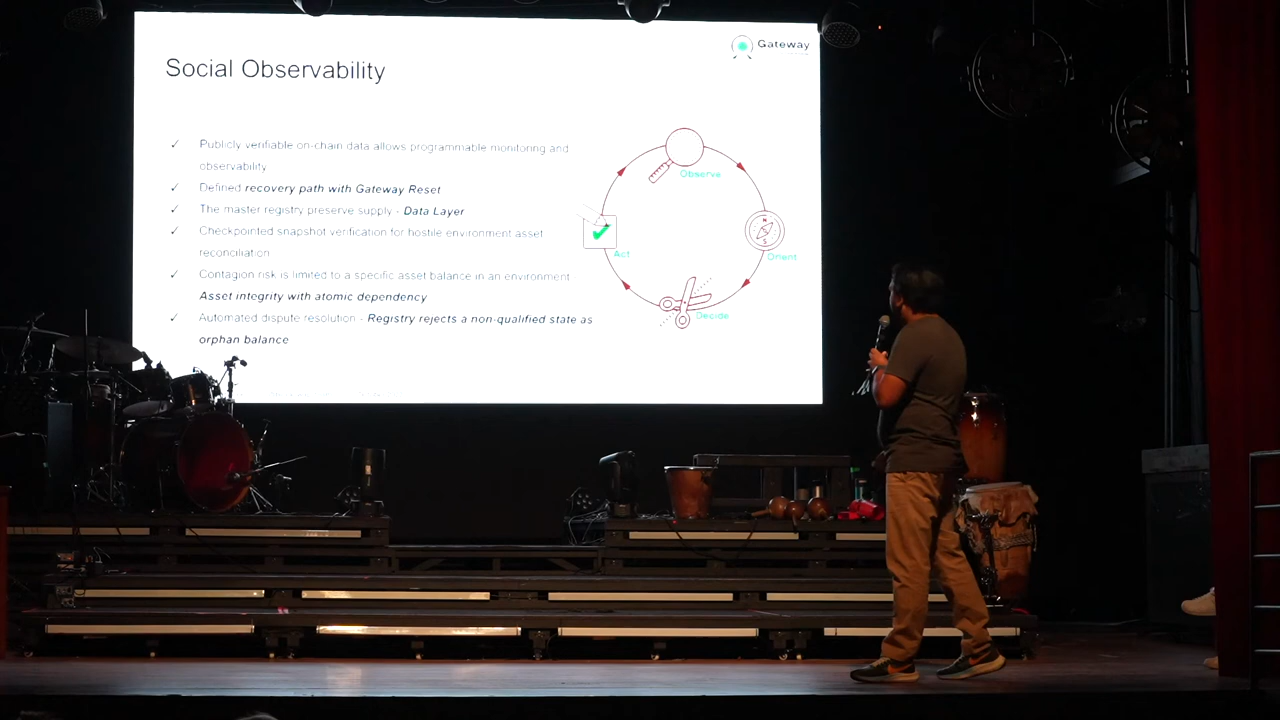 Gateway
Social Observability
✓ Publicly verifiable on-chain data allows programmable monitoring and
observability
✓ Defined recovery path with Gateway Reset
✓ The master registry preserve supply - Data Layer
✓ Checkpointed snapshot verification for hostile environment asset
reconciliation
✓ Contagion risk is limited to a specific asset balance in an environment
Asset integrity with atomic dependency
✓ Automated dispute resolution - Registry rejects a non-qualified state as
orphan balance
Observe
N
S
Orient
Decide
Act